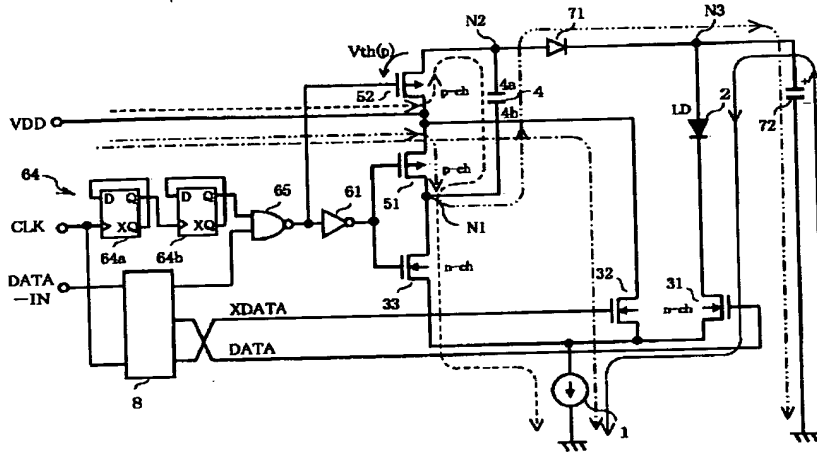 N2
71
N3
Vth(p)
52
p-ch
4a
4
4b
LD
2
+
72
VDD
64
D Q
XQ
64a
D Q
XQ
64b
65
61
p-ch
51
N1
CLK
DATA
-IN
n-ch
33
32
31
n-ch
XDATA
DATA
8
1